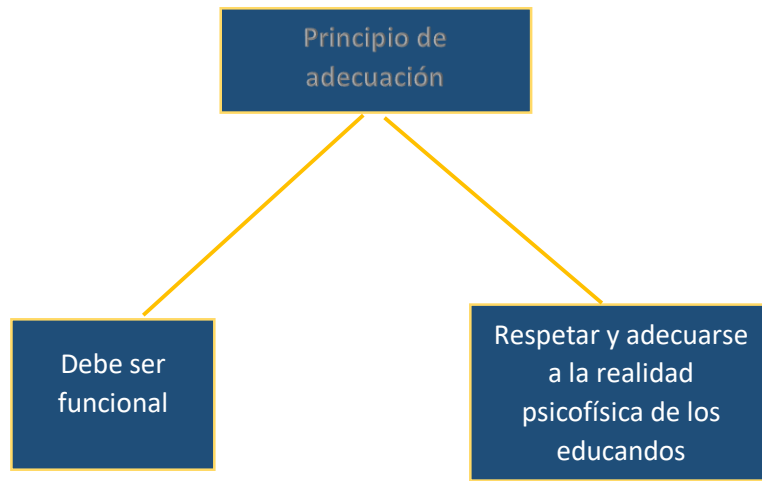 Principio de
adecuación
Debe ser
funcional
Respetar y adecuarse
a la realidad
psicofísica de los
educandos